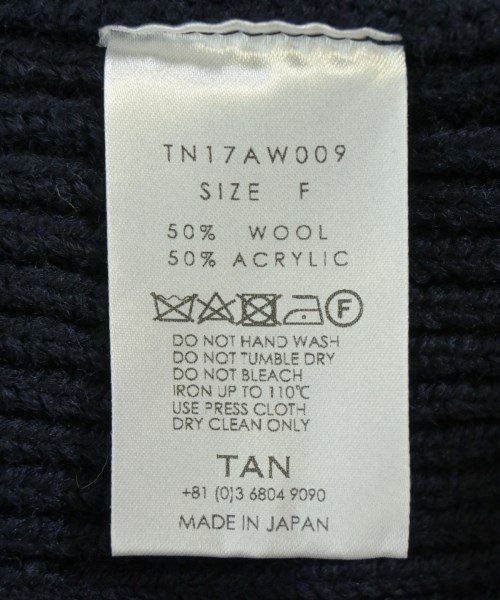 TN17AW009
SIZE F
50% WOOL
50% ACRYLIC
F
DO NOT HAND WASH
DO NOT TUMBLE DRY
DO NOT BLEACH
IRON UP TO 110℃
USE PRESS CLOTH
DRY CLEAN ONLY
TAN
+81 (0)3 6804 9090
MADE IN JAPAN